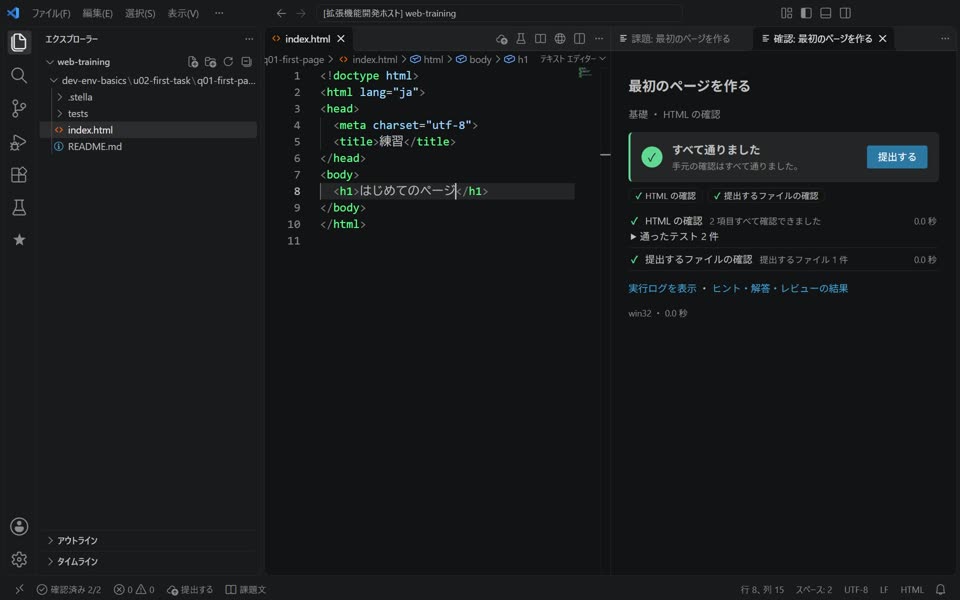 ファイル(F) 編集(E) 選択(S) 表示(V) … [拡張機能開発ホスト] web-training
エクスプローラー
web-training
dev-env-basics\u02-first-task\q01-first-pa...
.stella
tests
index.html
README.md
アウトライン
タイムライン
index.html
q01-first-page > index.html > html > body > h1 テキスト エディター
1 <!doctype html>
2 <html lang="ja">
3 <head>
4 <meta charset="utf-8">
5 <title>練習</title>
6 </head>
7 <body>
8 <h1>はじめてのページ</h1>
9 </body>
10 </html>
11
課題: 最初のページを作る 確認: 最初のページを作る
最初のページを作る
基礎 ・ HTML の確認
すべて通りました
手元の確認はすべて通りました。
提出する
✓ HTML の確認 ✓ 提出するファイルの確認
✓ HTML の確認 2 項目すべて確認できました 0.0 秒
▶ 通ったテスト 2 件
✓ 提出するファイルの確認 提出するファイル 1 件 0.0 秒
実行ログを表示 ・ ヒント・解答・レビューの結果
win32 ・ 0.0 秒
確認済み 2/2 0 0 提出する 課題文 行 8、列 15 スペース: 2 UTF-8 LF HTML